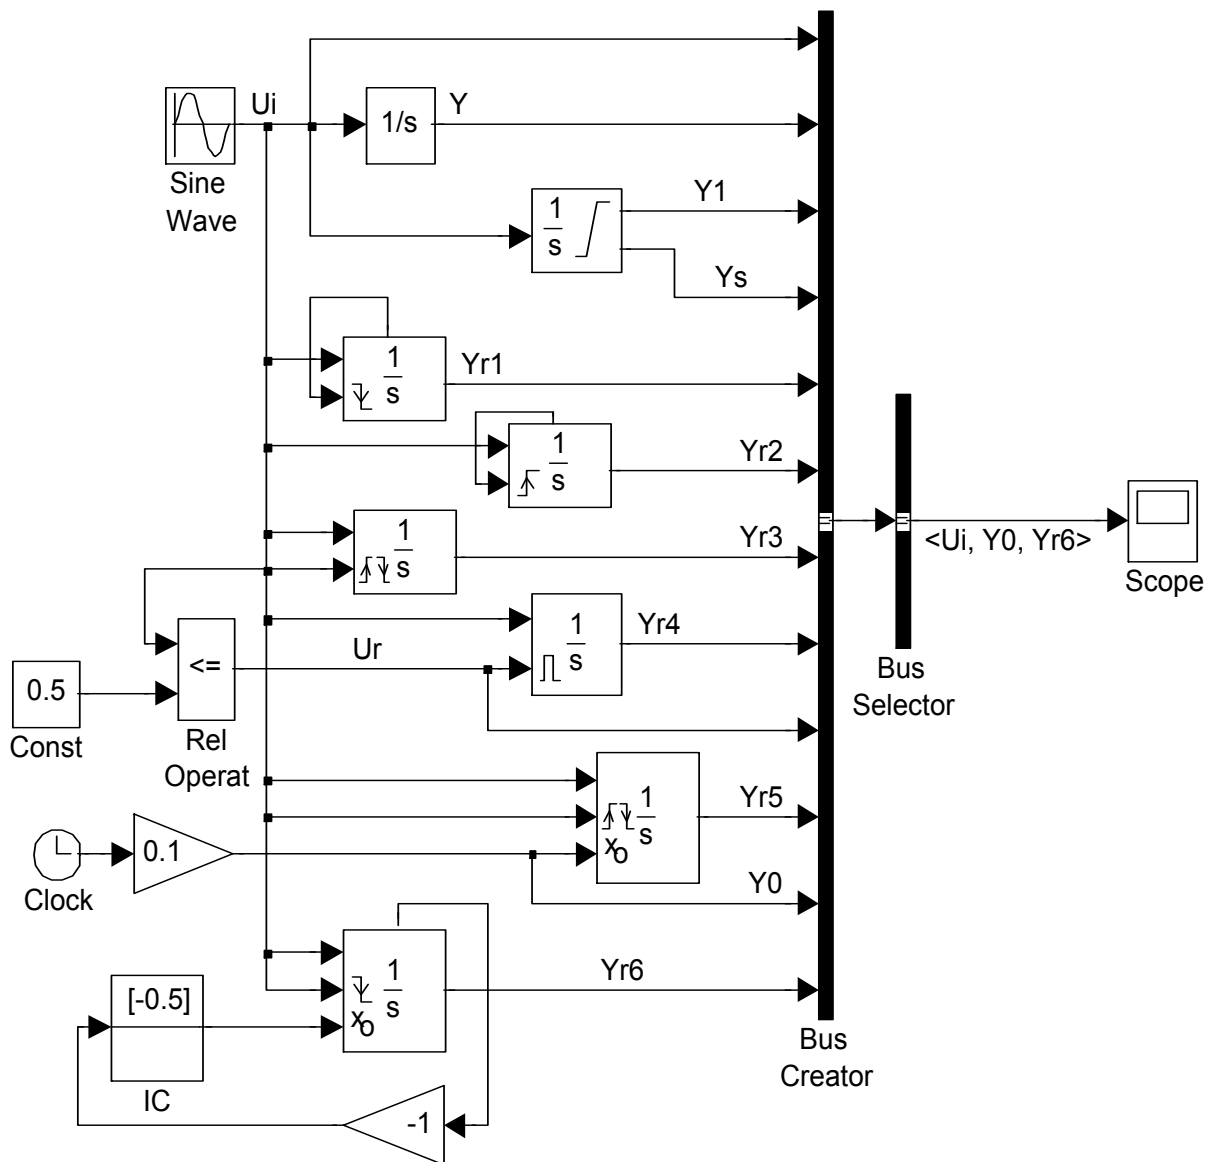 Ui
Y
1/s
Sine
Wave
Y1
1
s
Ys
1
s
Yr1
1
s
Yr2
1
s
Yr3
<Ui, Y0, Yr6>
Scope
1
s
Yr4
Ur
<=
0.5
Const
Rel
Operat
Bus
Selector
1
s
xo
Yr5
0.1
Clock
Y0
1
s
xo
Yr6
[-0.5]
IC
-1
Bus
Creator